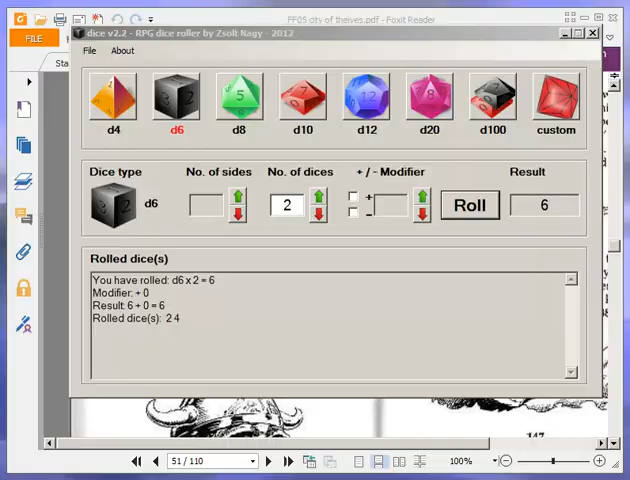 FF05 city of theives.pdf - Foxit Reader
dice v2.2 - RPG dice roller by Zsolt Nagy - 2012
FILE
File About
Sta
d4 d6 d8 d10 d12 d20 d100 custom
Dice type No. of sides No. of dices + / - Modifier Result
d6 2 + - Roll 6
Rolled dice(s)
You have rolled: d6 x 2 = 6
Modifier: + 0
Result: 6 + 0 = 6
Rolled dice(s): 2 4
147
51 / 110 100%